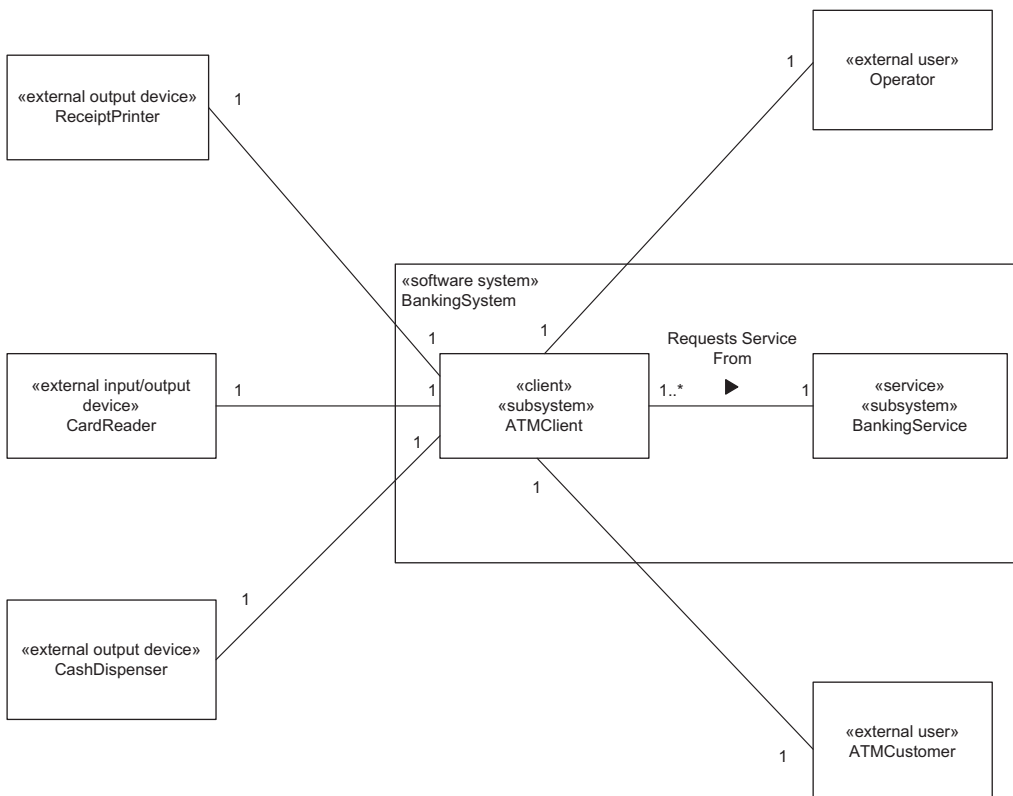 «external user»
Operator
1
«external output device»
ReceiptPrinter
1
«software system»
BankingSystem
1
1
Requests Service
From
«external input/output
device»
CardReader
1
1
«client»
«subsystem»
ATMClient
1..*
1
«service»
«subsystem»
BankingService
1
1
1
«external output device»
CashDispenser
«external user»
ATMCustomer
1